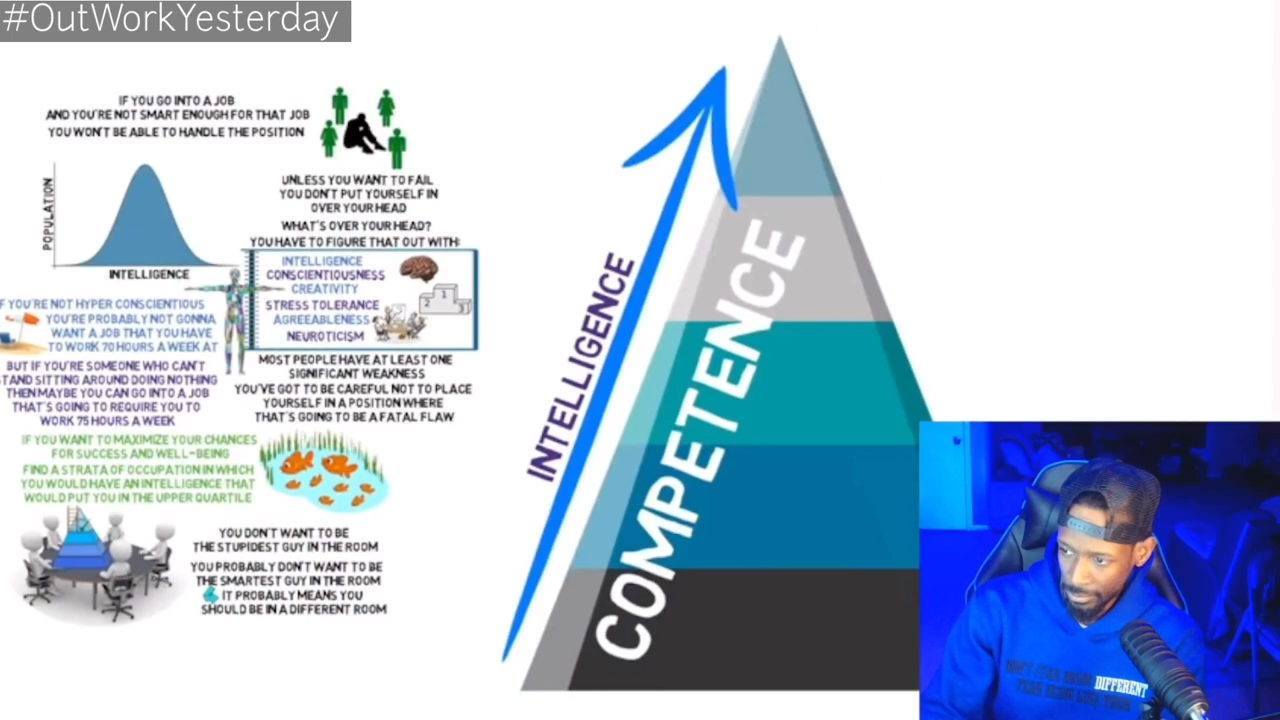 #OutWorkYesterday
IF YOU GO INTO A JOB
AND YOU'RE NOT SMART ENOUGH FOR THAT JOB
YOU WON'T BE ABLE TO HANDLE THE POSITION
POPULATION
INTELLIGENCE
UNLESS YOU WANT TO FAIL
YOU DON'T PUT YOURSELF IN
OVER YOUR HEAD
WHAT'S OVER YOUR HEAD?
YOU HAVE TO FIGURE THAT OUT WITH:
INTELLIGENCE
CONSCIENTIOUSNESS
CREATIVITY
STRESS TOLERANCE
AGREEABLENESS
NEUROTICISM
2 1 3
F YOU'RE NOT HYPER CONSCIENTIOUS
YOU'RE PROBABLY NOT GONNA
WANT A JOB THAT YOU HAVE
TO WORK 70 HOURS A WEEK AT
BUT IF YOU'RE SOMEONE WHO CAN'T
TAND SITTING AROUND DOING NOTHING
THEN MAYBE YOU CAN GO INTO A JOB
THAT'S GOING TO REQUIRE YOU TO
WORK 75 HOURS A WEEK
MOST PEOPLE HAVE AT LEAST ONE
SIGNIFICANT WEAKNESS
YOU'VE GOT TO BE CAREFUL NOT TO PLACE
YOURSELF IN A POSITION WHERE
THAT'S GOING TO BE A FATAL FLAW
IF YOU WANT TO MAXIMIZE YOUR CHANCES
FOR SUCCESS AND WELL-BEING
FIND A STRATA OF OCCUPATION IN WHICH
YOU WOULD HAVE AN INTELLIGENCE THAT
WOULD PUT YOU IN THE UPPER QUARTILE
YOU DON'T WANT TO BE
THE STUPIDEST GUY IN THE ROOM
YOU PROBABLY DON'T WANT TO BE
THE SMARTEST GUY IN THE ROOM
IT PROBABLY MEANS YOU
SHOULD BE IN A DIFFERENT ROOM
INTELLIGENCE
COMPETENCE
DIFFERENT